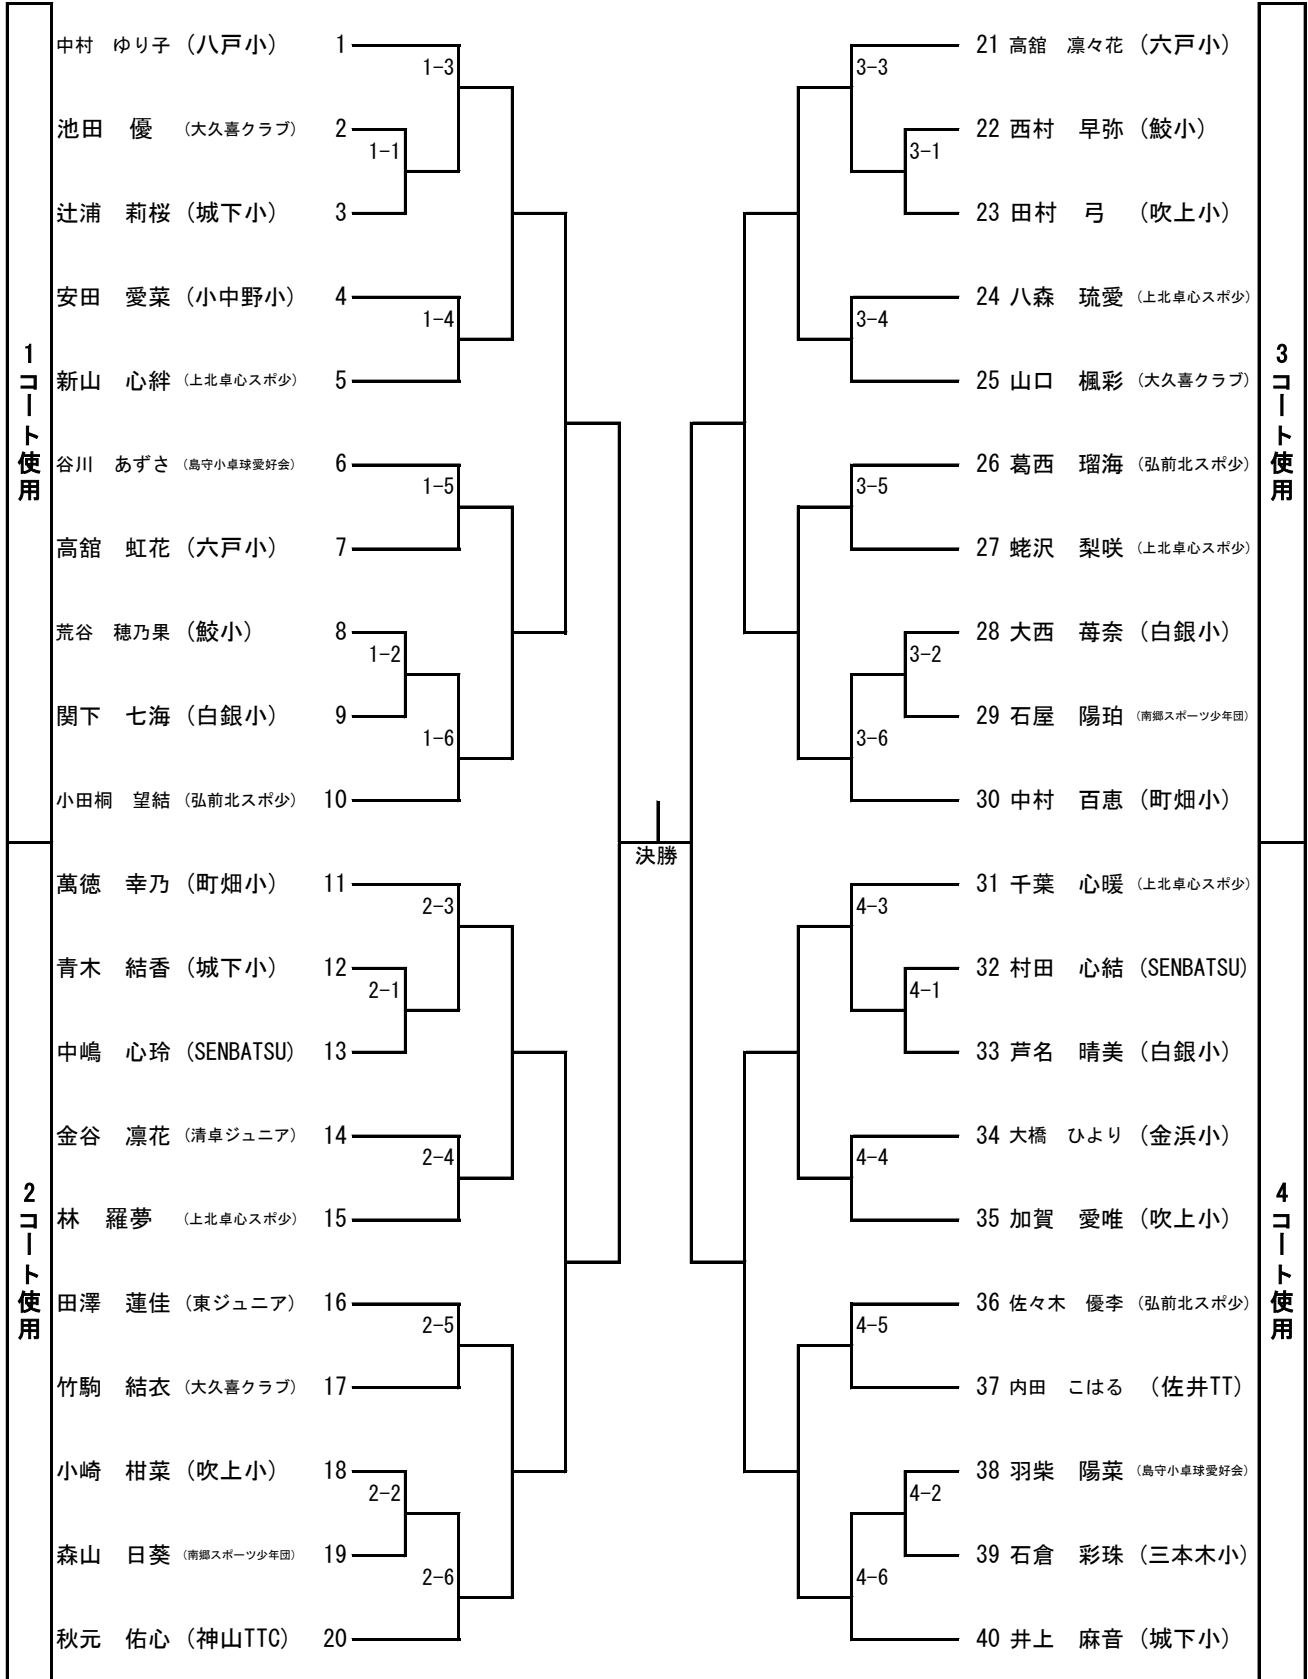 1コート使用
中村　ゆり子（八戸小）　1
1-3
池田　優　（大久喜クラブ）　2
1-1
辻浦　莉桜（城下小）　3
安田　愛菜（小中野小）　4
1-4
新山　心絆（上北卓心スポ少）　5
谷川　あずさ（島守小卓球愛好会）　6
1-5
高舘　虹花（六戸小）　7
荒谷　穂乃果（鮫小）　8
1-2
関下　七海（白銀小）　9
1-6
小田桐　望結（弘前北スポ少）　10
2コート使用
萬徳　幸乃（町畑小）　11
2-3
青木　結香（城下小）　12
2-1
中嶋　心玲（SENBATSU）　13
金谷　凛花（清卓ジュニア）　14
2-4
林　羅夢　（上北卓心スポ少）　15
田澤　蓮佳（東ジュニア）　16
2-5
竹駒　結衣（大久喜クラブ）　17
小崎　柑菜（吹上小）　18
2-2
森山　日葵（南郷スポーツ少年団）　19
2-6
秋元　佑心（神山TTC）　20
決勝
3コート使用
21 高舘　凛々花（六戸小）
3-3
22 西村　早弥（鮫小）
3-1
23 田村　弓　（吹上小）
24 八森　琉愛（上北卓心スポ少）
3-4
25 山口　楓彩（大久喜クラブ）
26 葛西　瑠海（弘前北スポ少）
3-5
27 蛯沢　梨咲（上北卓心スポ少）
28 大西　苺奈（白銀小）
3-2
29 石屋　陽珀（南郷スポーツ少年団）
3-6
30 中村　百恵（町畑小）
4コート使用
31 千葉　心暖（上北卓心スポ少）
4-3
32 村田　心結（SENBATSU）
4-1
33 芦名　晴美（白銀小）
34 大橋　ひより（金浜小）
4-4
35 加賀　愛唯（吹上小）
36 佐々木　優李（弘前北スポ少）
4-5
37 内田　こはる　（佐井TT）
38 羽柴　陽菜（島守小卓球愛好会）
4-2
39 石倉　彩珠（三本木小）
4-6
40 井上　麻音（城下小）